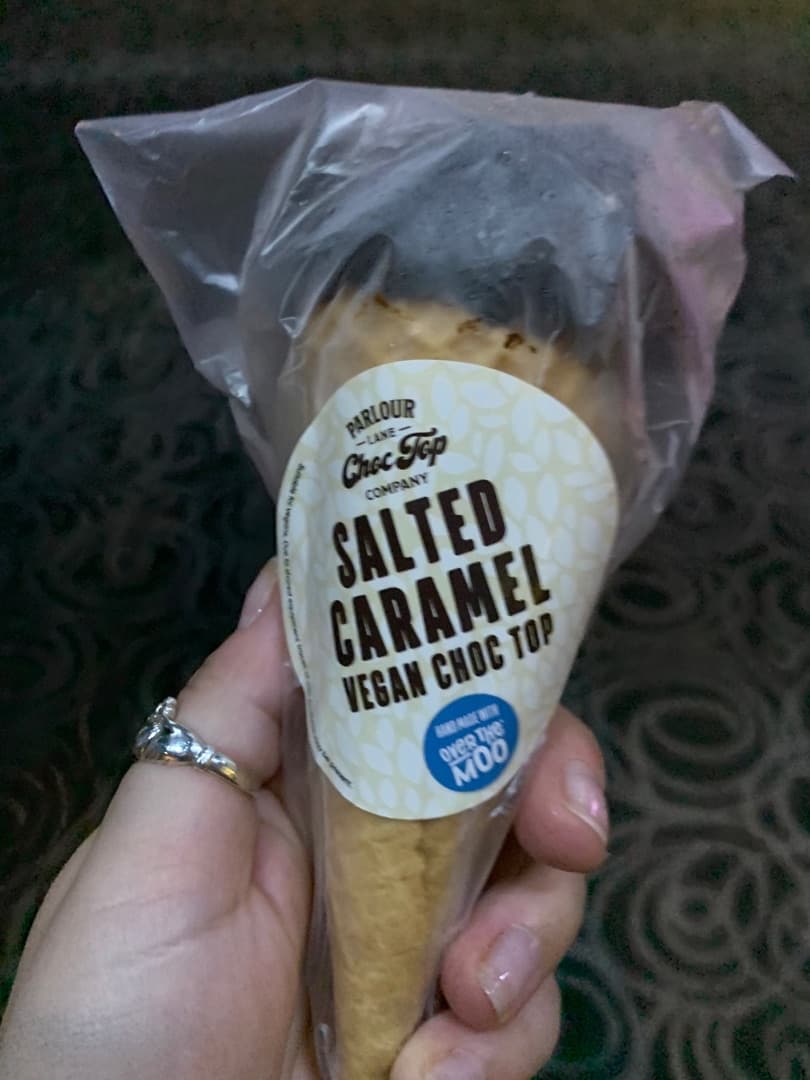 PARLOUR
LANE
Choc Top
COMPANY
SALTED
CARAMEL
VEGAN CHOC TOP
HAND MADE WITH
OVER THE
MOO